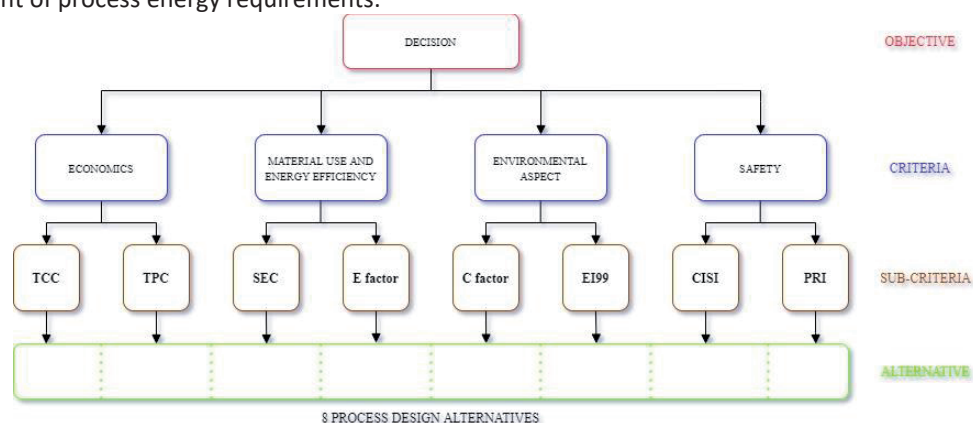 nt of process energy requirements.
DECISION
OBJECTIVE
ECONOMICS
MATERIAL USE AND
ENERGY EFFICIENCY
ENVIRONMENTAL
ASPECT
SAFETY
CRITERIA
TCC
TPC
SEC
E factor
C factor
EI99
CISI
PRI
SUB-CRITERIA
ALTERNATIVE
8 PROCESS DESIGN ALTERNATIVES